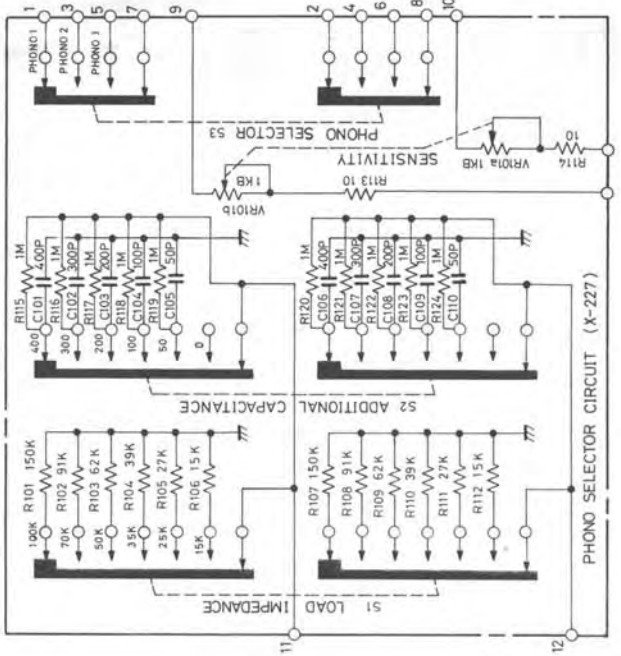 1
3
5
7
9
2
4
6
8
10
PHONO 1
PHONO 2
PHONO 3
PHONO SELECTOR S3
SENSITIVITY
VR101b
1KB
R113 10
VR101a 1KB
R114
10
R115 1M
C101 400P
R116 1M
C102 300P
R117 1M
C103 200P
R118 1M
C104 100P
R119 1M
C105 50P
400
300
200
100
50
0
R120 1M
C106 400P
R121 1M
C107 300P
R122 1M
C108 200P
R123 1M
C109 100P
R124 1M
C110 50P
S2 ADDITIONAL CAPACITANCE
R101 150K
R102 91K
R103 62K
R104 39K
R105 27K
R106 15K
100K
70K
50K
35K
25K
15K
R107 150K
R108 91K
R109 62K
R110 39K
R111 27K
R112 15K
S1 LOAD IMPEDANCE
11
12
PHONO SELECTOR CIRCUIT (X-227)